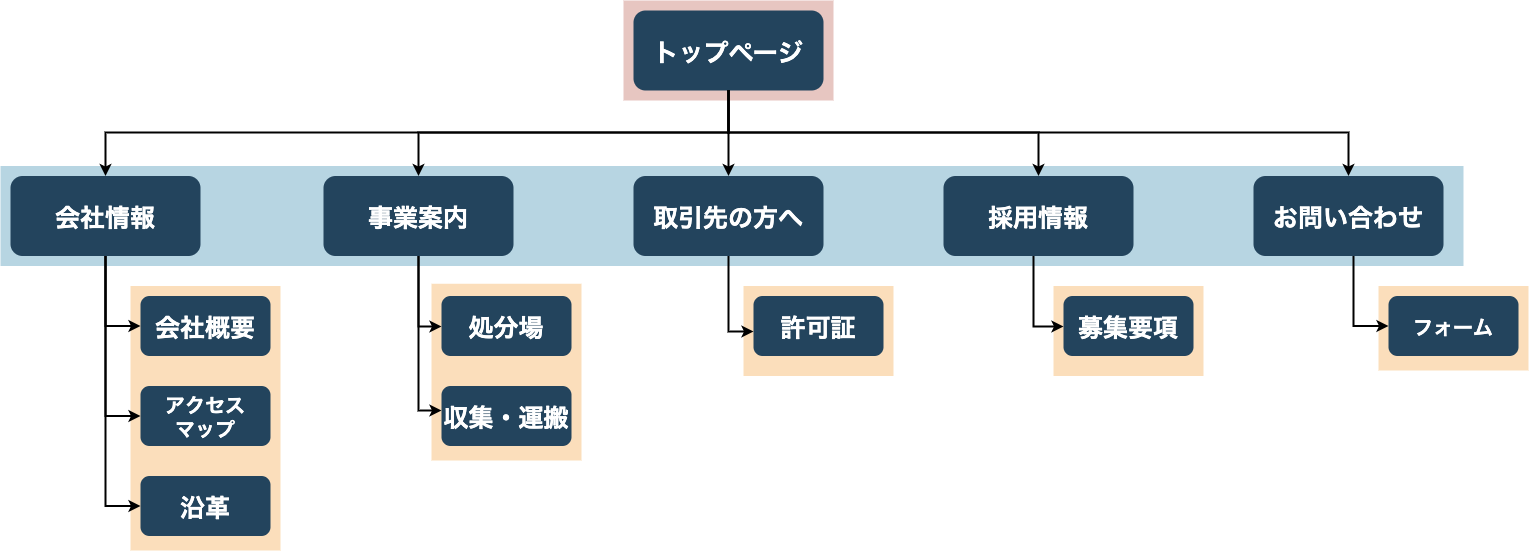 トップページ
会社情報
事業案内
取引先の方へ
採用情報
お問い合わせ
会社概要
アクセス
マップ
沿革
処分場
収集・運搬
許可証
募集要項
フォーム